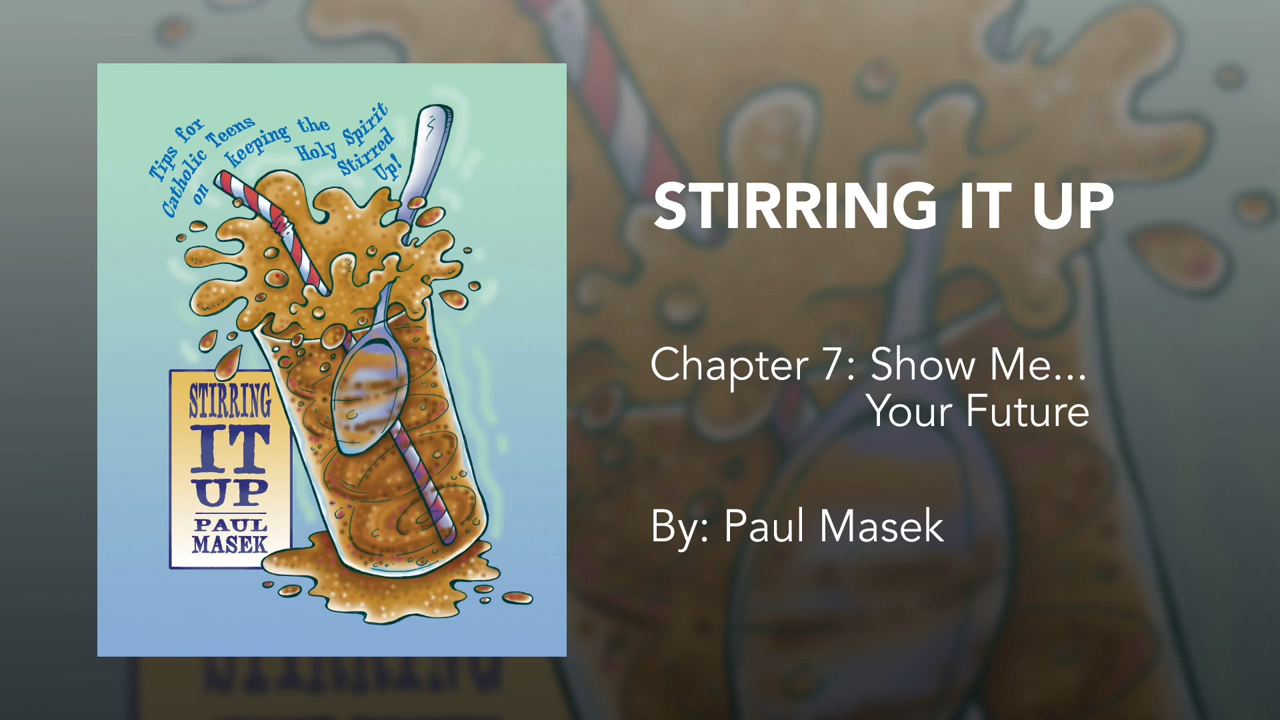 Tips for
Catholic Teens
on keeping the
Holy Spirit
Stirred
Up!
STIRRING
IT
UP
PAUL
MASEK
STIRRING IT UP
Chapter 7: Show Me...
Your Future
By: Paul Masek
STIRRING